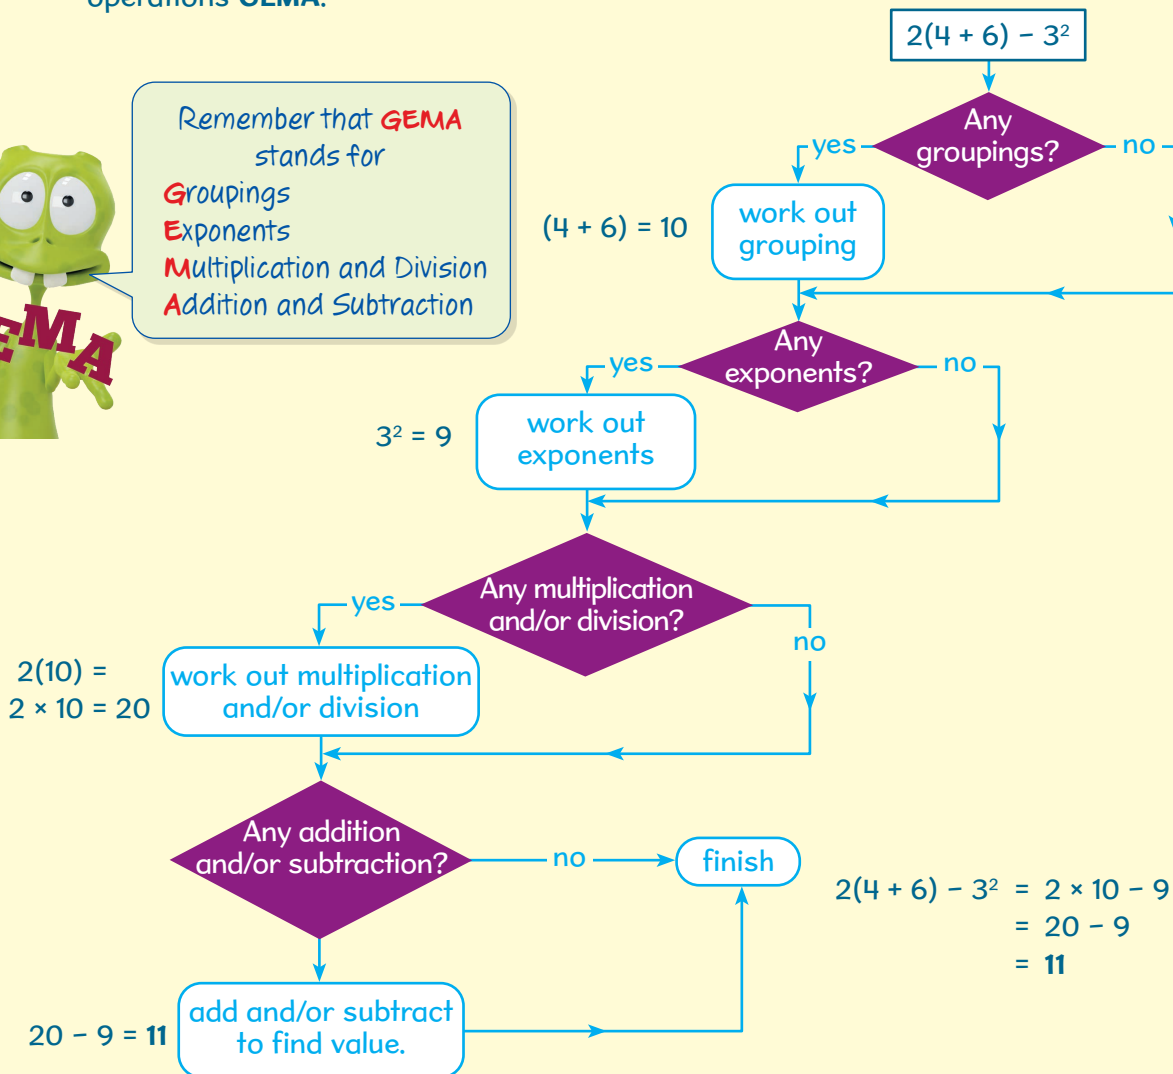 operations GEMA.
2(4 + 6) − 3²
Remember that GEMA
stands for
Groupings
Exponents
Multiplication and Division
Addition and Subtraction
EMA
Any
groupings?
yes
no
(4 + 6) = 10
work out
grouping
Any
exponents?
yes
no
3² = 9
work out
exponents
Any multiplication
and/or division?
yes
no
2(10) =
2 × 10 = 20
work out multiplication
and/or division
Any addition
and/or subtraction?
no
finish
2(4 + 6) − 3² = 2 × 10 − 9
= 20 − 9
= 11
20 − 9 = 11
add and/or subtract
to find value.